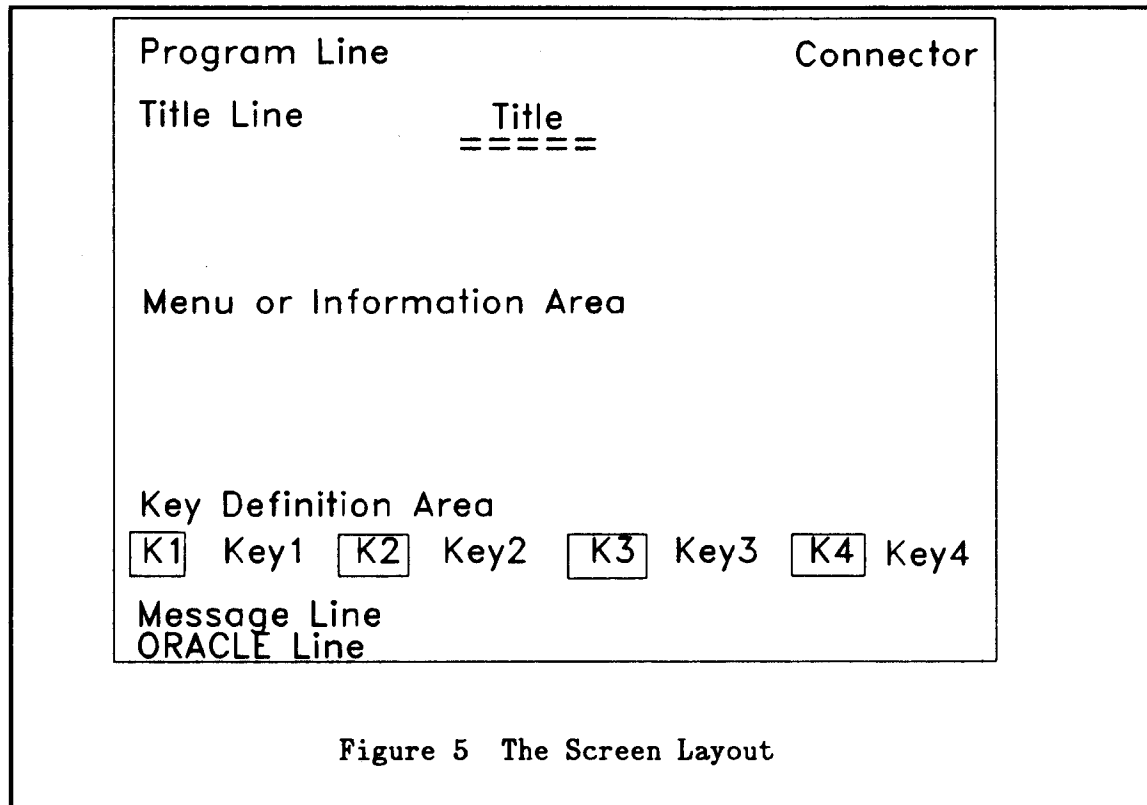 Program Line Connector
Title Line Title
=====
Menu or Information Area
Key Definition Area
K1 Key1 K2 Key2 K3 Key3 K4 Key4
Message Line
ORACLE Line
Figure 5 The Screen Layout